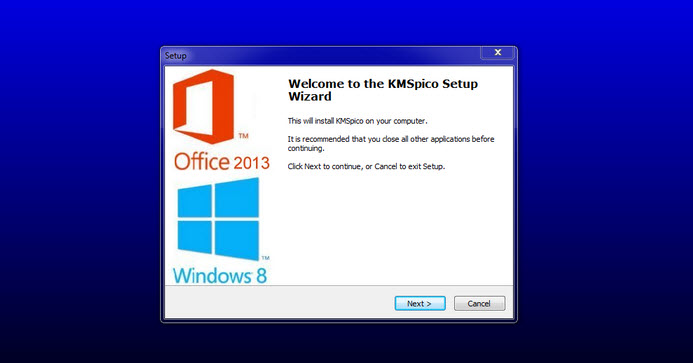 Setup
Welcome to the KMSpico Setup
Wizard
This will install KMSpico on your computer.
It is recommended that you close all other applications before
continuing.
Click Next to continue, or Cancel to exit Setup.
TM
Office 2013
TM
Windows 8
Next >
Cancel